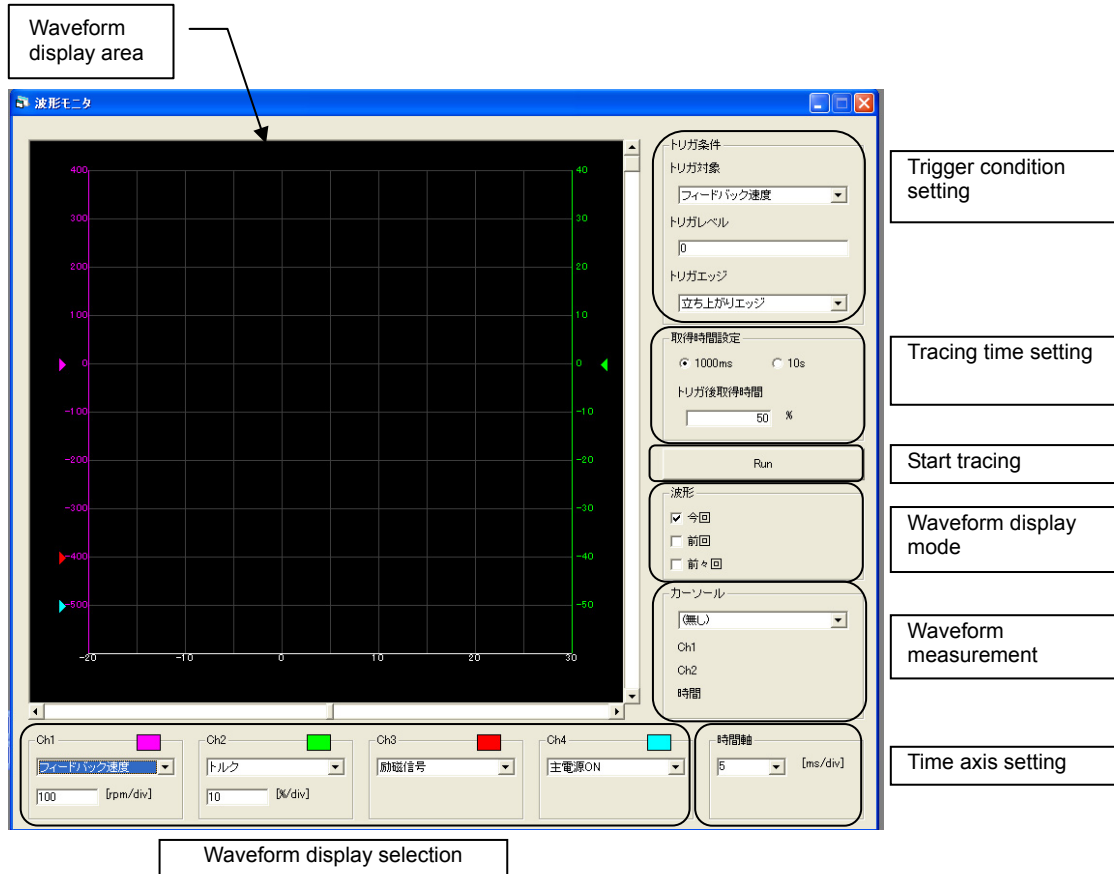 Waveform
display area
波形モニタ
400
300
200
100
0
-100
-200
-300
-400
-500
40
30
20
10
0
-10
-20
-30
-40
-50
-20
-10
0
10
20
30
トリガ条件
トリガ対象
フィードバック速度
トリガレベル
0
トリガエッジ
立ち上がりエッジ
取得時間設定
1000ms
10s
トリガ後取得時間
50 %
Run
波形
今回
前回
前々回
カーソール
(無し)
Ch1
Ch2
時間
Ch1
フィードバック速度
100 [rpm/div]
Ch2
トルク
10 [%/div]
Ch3
励磁信号
Ch4
主電源ON
時間軸
5 [ms/div]
Trigger condition
setting
Tracing time setting
Start tracing
Waveform display
mode
Waveform
measurement
Time axis setting
Waveform display selection